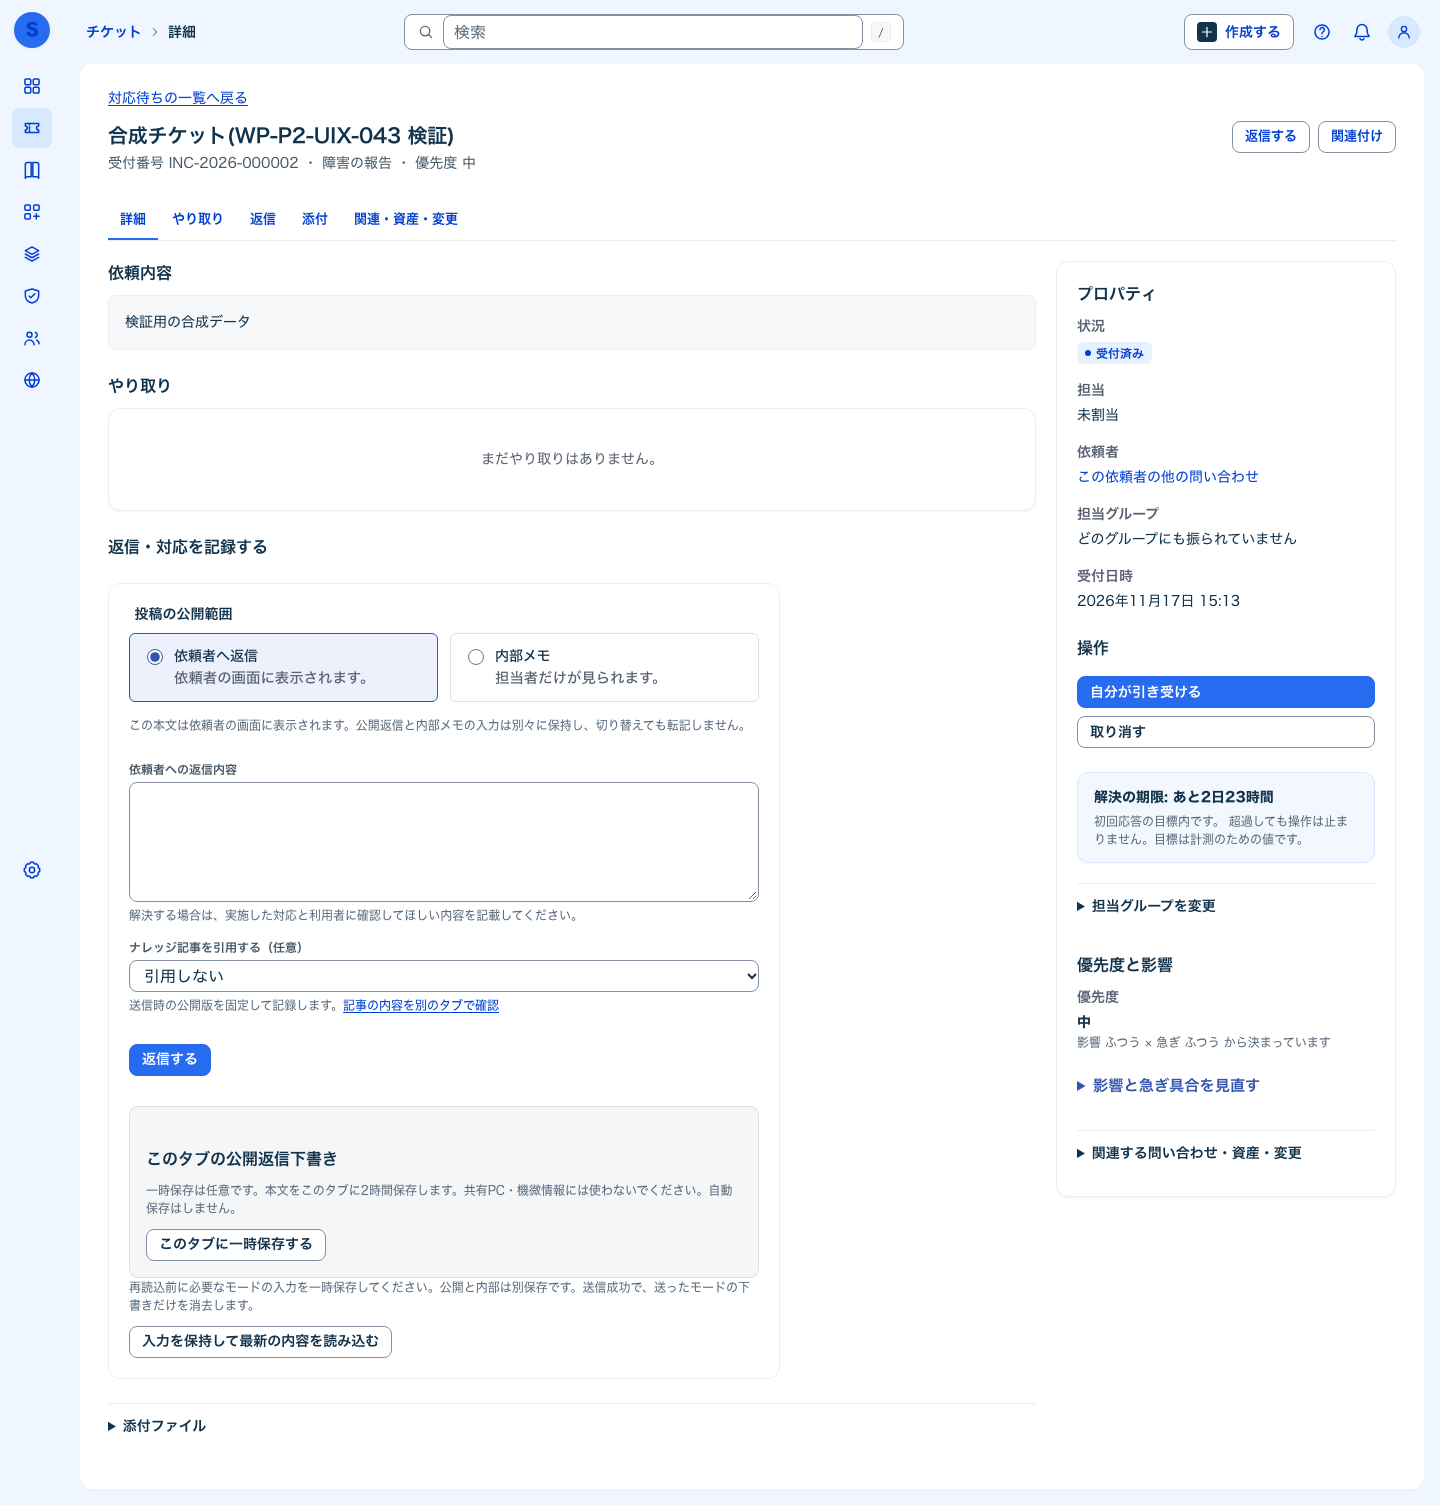 S
チケット
詳細
検索
/
作成する
対応待ちの一覧へ戻る
合成チケット(WP-P2-UIX-043 検証)
受付番号 INC-2026-000002 ・ 障害の報告 ・ 優先度 中
返信する
関連付け
詳細
やり取り
返信
添付
関連・資産・変更
依頼内容
検証用の合成データ
やり取り
まだやり取りはありません。
返信・対応を記録する
投稿の公開範囲
依頼者へ返信
依頼者の画面に表示されます。
内部メモ
担当者だけが見られます。
この本文は依頼者の画面に表示されます。公開返信と内部メモの入力は別々に保持し、切り替えても転記しません。
依頼者への返信内容
解決する場合は、実施した対応と利用者に確認してほしい内容を記載してください。
ナレッジ記事を引用する（任意）
引用しない
送信時の公開版を固定して記録します。記事の内容を別のタブで確認
返信する
このタブの公開返信下書き
一時保存は任意です。本文をこのタブに2時間保存します。共有PC・機微情報には使わないでください。自動
保存はしません。
このタブに一時保存する
再読込前に必要なモードの入力を一時保存してください。公開と内部は別保存です。送信成功で、送ったモードの下
書きだけを消去します。
入力を保持して最新の内容を読み込む
添付ファイル
プロパティ
状況
受付済み
担当
未割当
依頼者
この依頼者の他の問い合わせ
担当グループ
どのグループにも振られていません
受付日時
2026年11月17日 15:13
操作
自分が引き受ける
取り消す
解決の期限: あと2日23時間
初回応答の目標内です。 超過しても操作は止ま
りません。目標は計測のための値です。
担当グループを変更
優先度と影響
優先度
中
影響 ふつう × 急ぎ ふつう から決まっています
影響と急ぎ具合を見直す
関連する問い合わせ・資産・変更